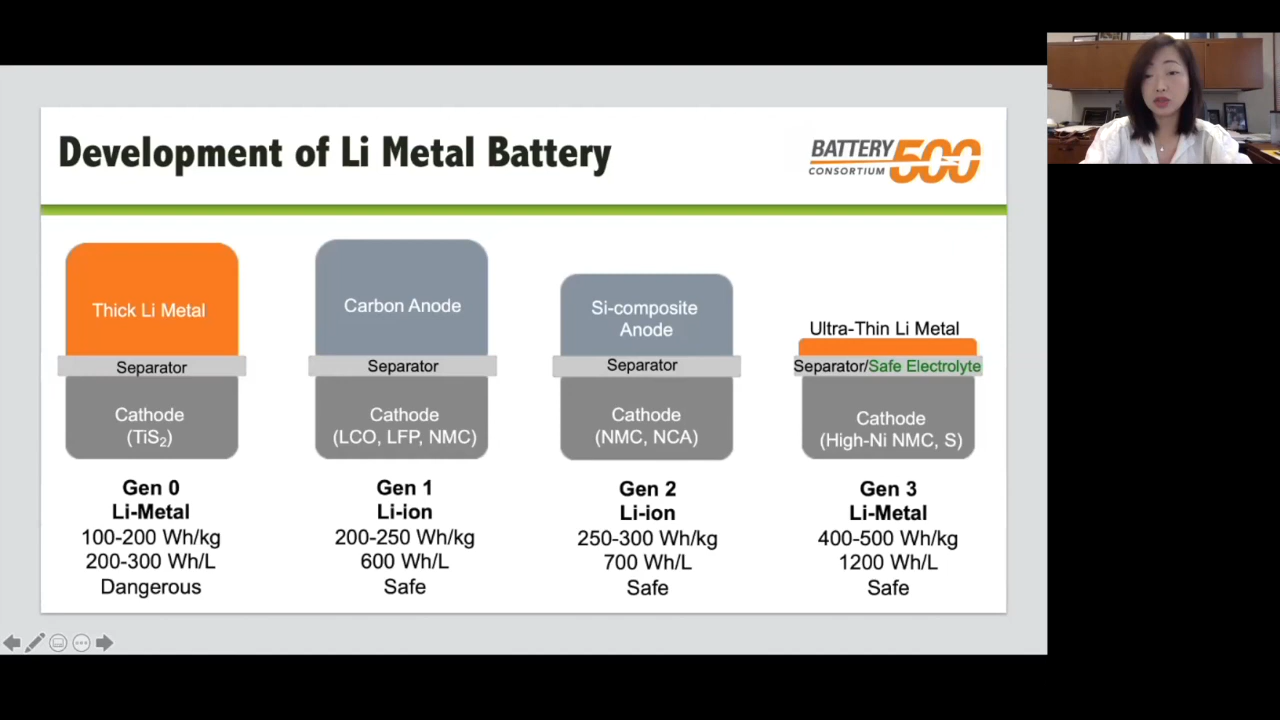 Development of Li Metal Battery
BATTERY 500
CONSORTIUM
Thick Li Metal
Separator
Cathode
(TiS₂)
Gen 0
Li-Metal
100-200 Wh/kg
200-300 Wh/L
Dangerous
Carbon Anode
Separator
Cathode
(LCO, LFP, NMC)
Gen 1
Li-ion
200-250 Wh/kg
600 Wh/L
Safe
Si-composite
Anode
Separator
Cathode
(NMC, NCA)
Gen 2
Li-ion
250-300 Wh/kg
700 Wh/L
Safe
Ultra-Thin Li Metal
Separator/Safe Electrolyte
Cathode
(High-Ni NMC, S)
Gen 3
Li-Metal
400-500 Wh/kg
1200 Wh/L
Safe